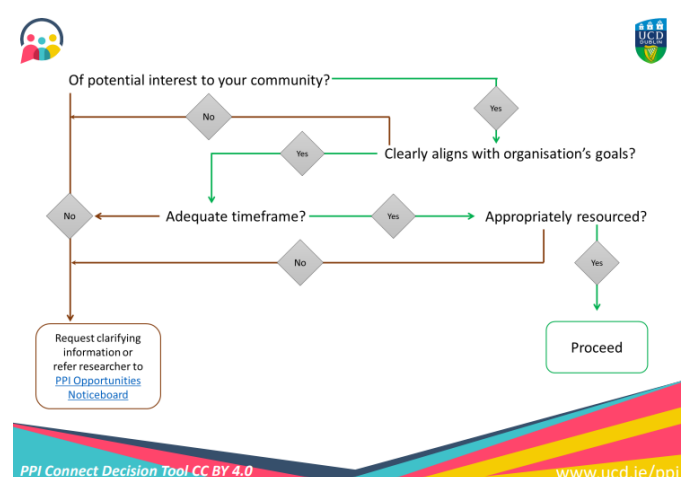 UCD
DUBLIN
Of potential interest to your community?
Yes
No
Yes
Clearly aligns with organisation’s goals?
No
Adequate timeframe?
Yes
Appropriately resourced?
No
Yes
Request clarifying
information or
refer researcher to
PPI Opportunities
Noticeboard
Proceed
PPI Connect Decision Tool CC BY 4.0
www.ucd.ie/ppi